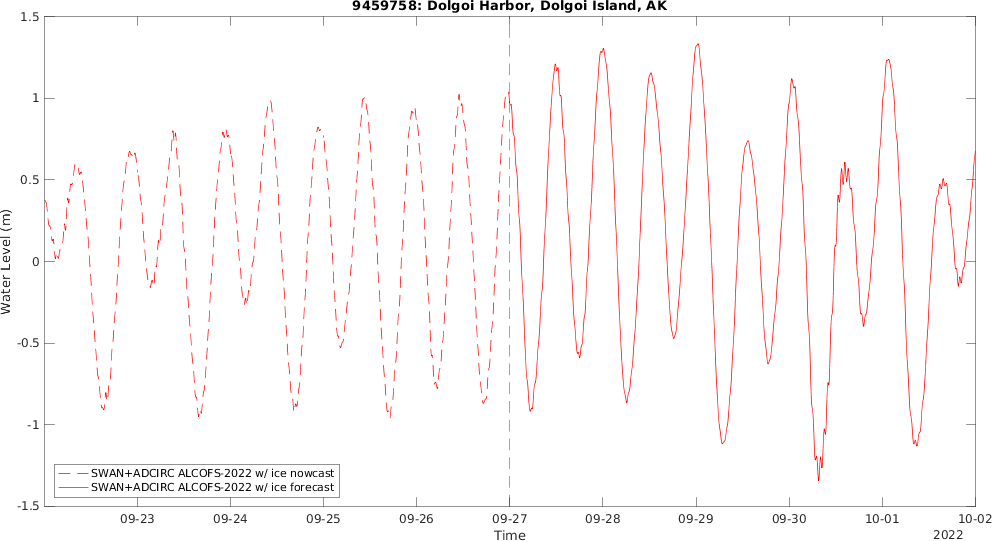 9459758: Dolgoi Harbor, Dolgoi Island, AK
1.5
1
0.5
0
-0.5
-1
-1.5
Water Level (m)
SWAN+ADCIRC ALCOFS-2022 w/ ice nowcast
SWAN+ADCIRC ALCOFS-2022 w/ ice forecast
09-23 09-24 09-25 09-26 09-27 09-28 09-29 09-30 10-01 10-02
Time
2022